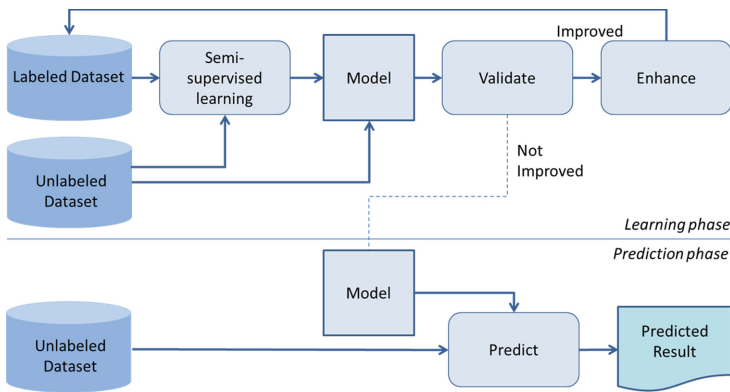 Improved
Labeled Dataset
Semi-
supervised
learning
Model
Validate
Enhance
Unlabeled
Dataset
Not
Improved
Learning phase
Prediction phase
Model
Unlabeled
Dataset
Predict
Predicted
Result